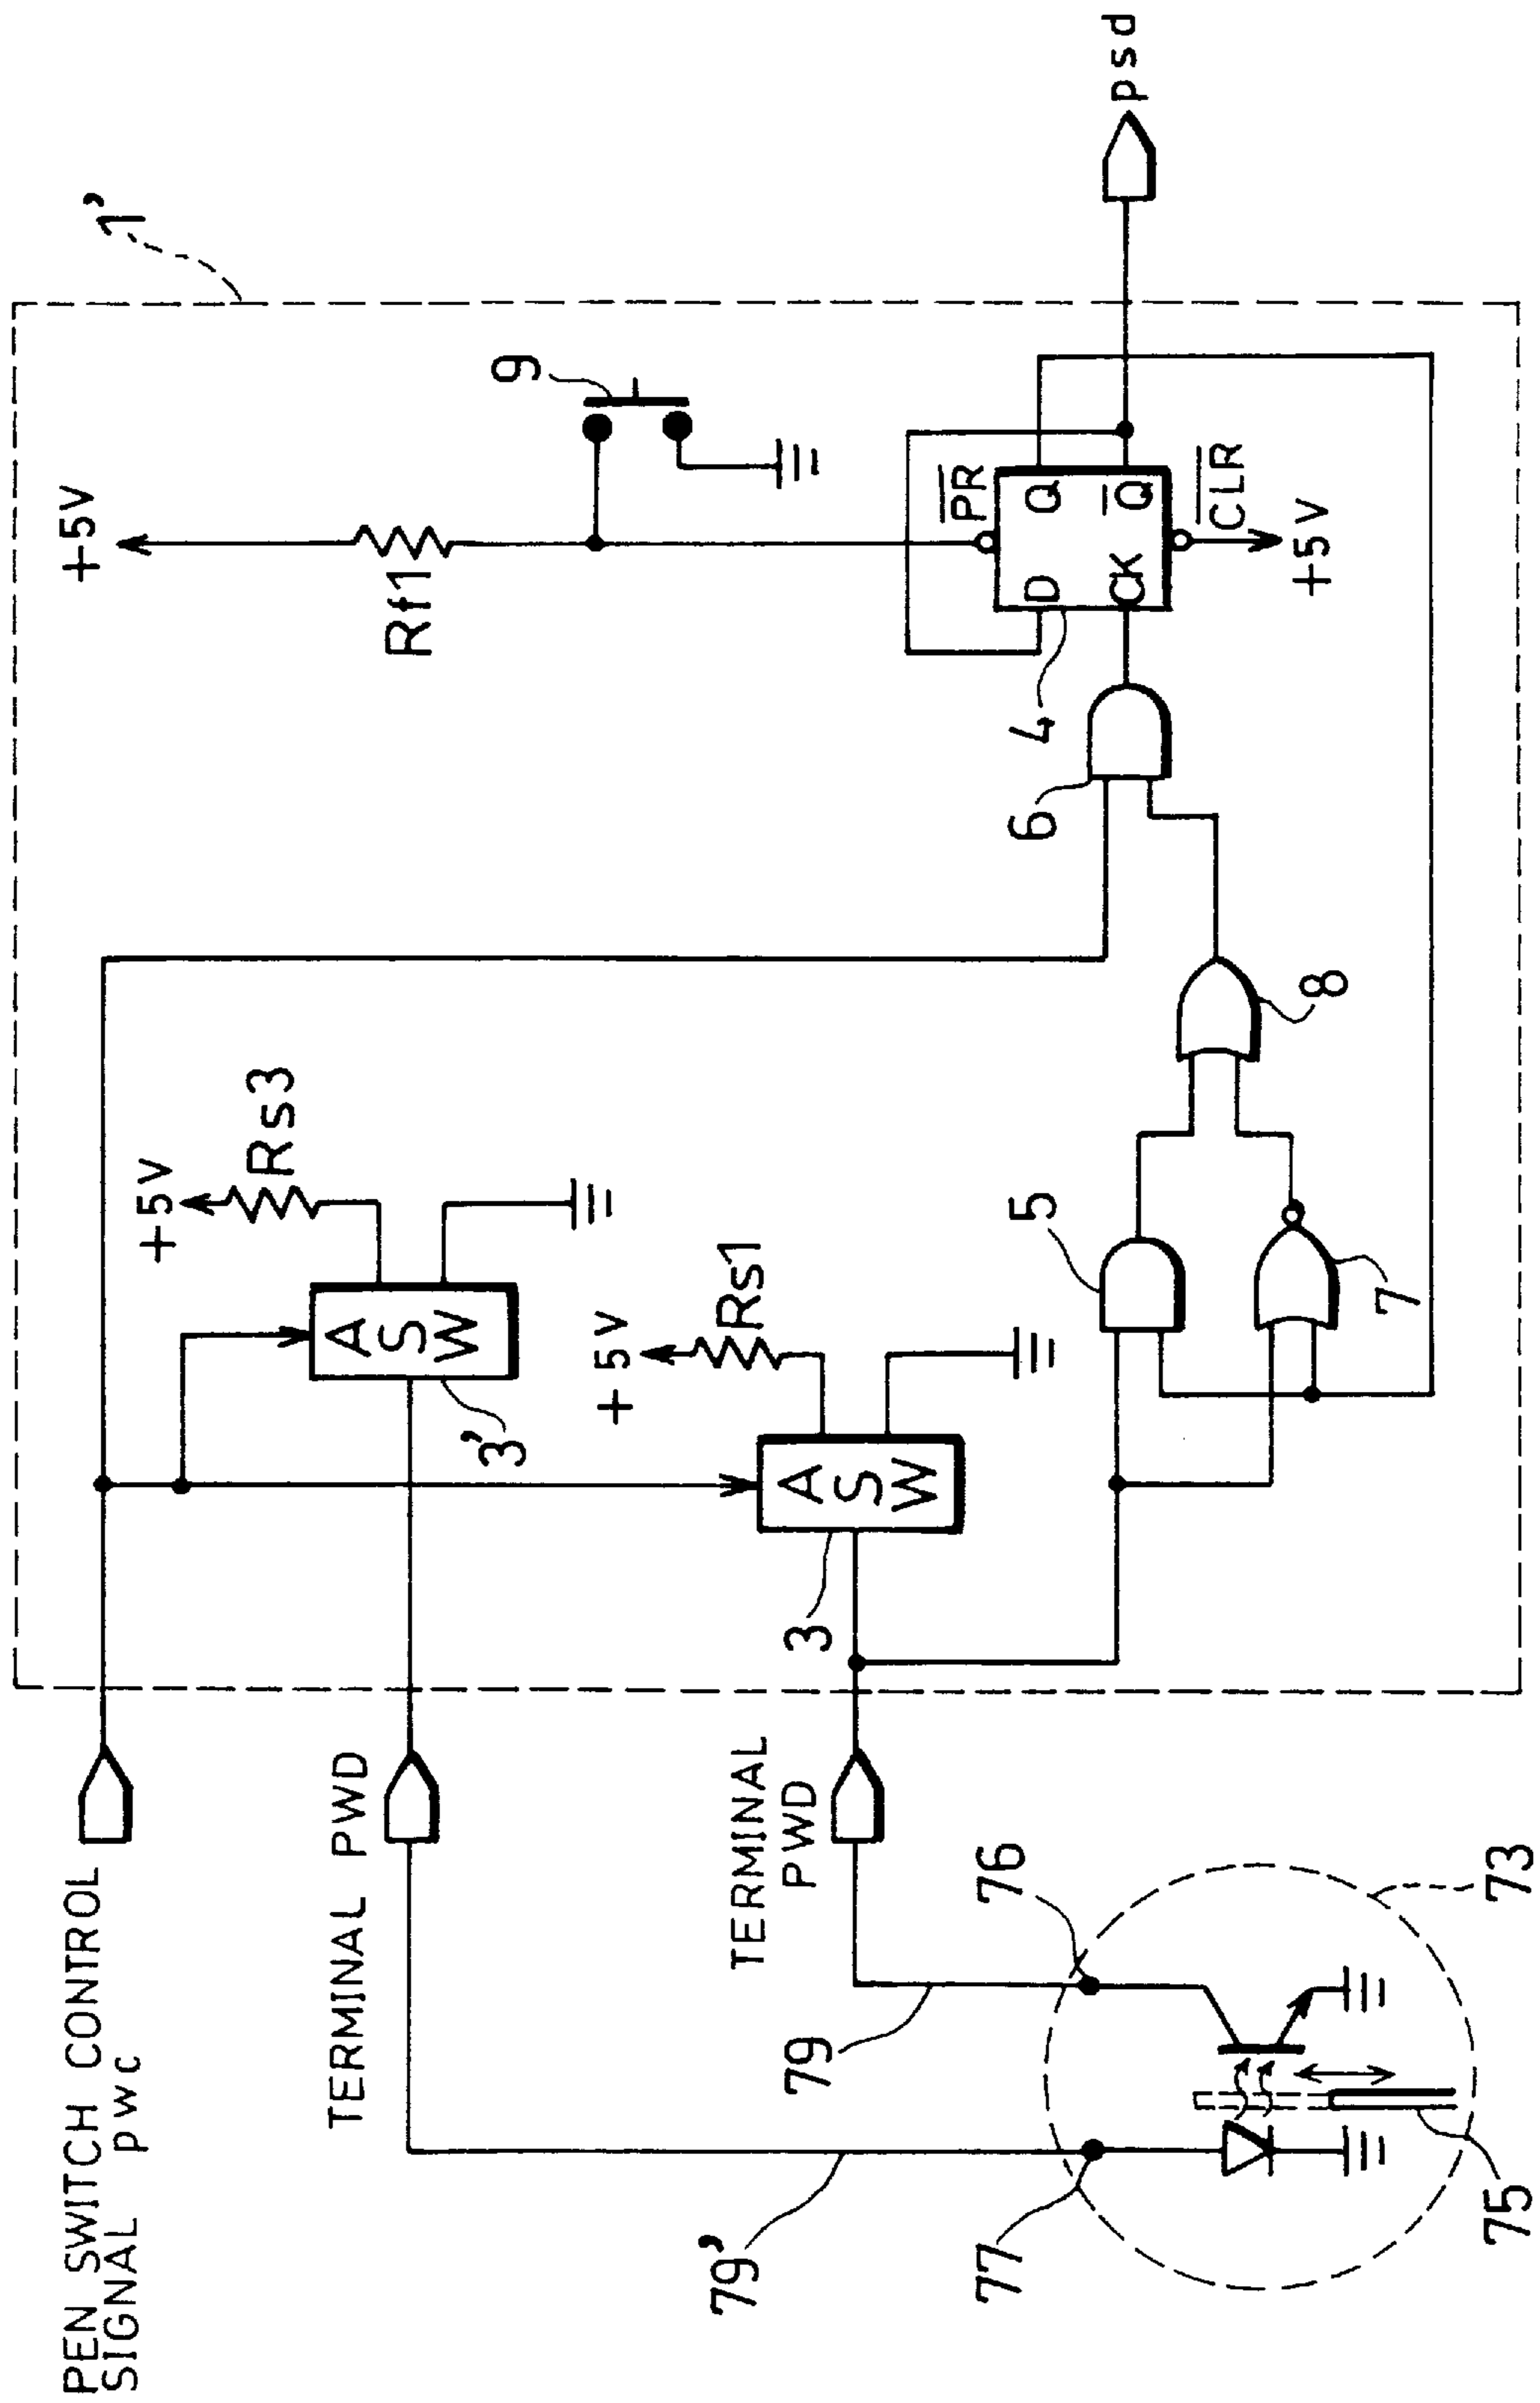 PEN SWITCH CONTROL
SIGNAL pwc
TERMINAL PWD
TERMINAL
PWD
79'
79
77
76
75
73
1'
+5V
Rs3
A
S
W
3'
+5V
Rs1
A
S
W
3
5
7
8
6
4
+5V
Rf1
9
PR
D
Q
CK
Q
CLR
+5V
psd